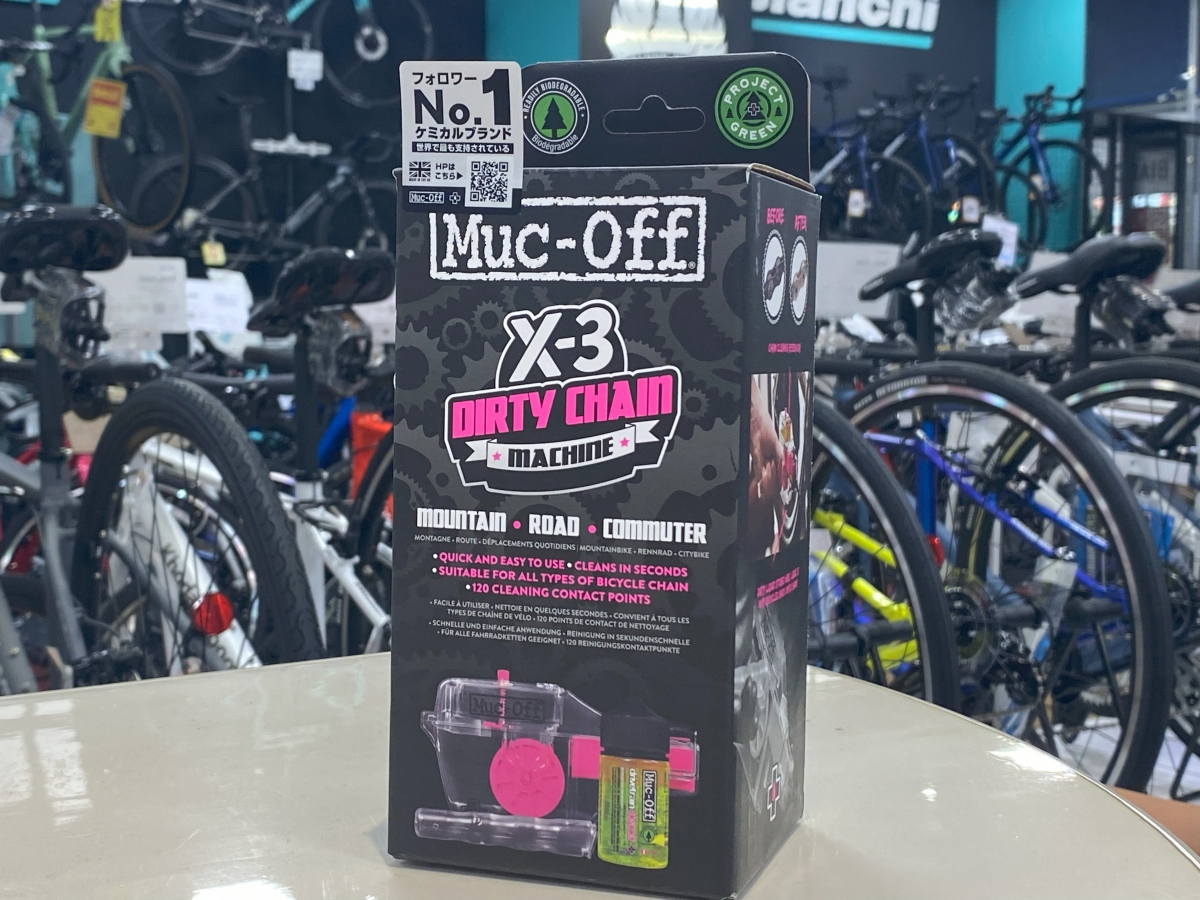 Bianchi
フォロワー
No.1
ケミカルブランド
世界で最も支持されている
HPは
こちら▶
Muc-Off
READILY BIODEGRADABLE
Biodégradable
PROJECT
GREEN
Muc-Off®
X-3
DIRTY CHAIN
MACHINE
MOUNTAIN • ROAD • COMMUTER
MONTAGNE • ROUTE • DÉPLACEMENTS QUOTIDIENS | MOUNTAINBIKE • RENNRAD • CITYBIKE
• QUICK AND EASY TO USE • CLEANS IN SECONDS
• SUITABLE FOR ALL TYPES OF BICYCLE CHAIN
• 120 CLEANING CONTACT POINTS
• FACILE À UTILISER • NETTOIE EN QUELQUES SECONDES • CONVIENT À TOUS LES
TYPES DE CHAÎNE DE VÉLO • 120 POINTS DE CONTACT DE NETTOYAGE
• SCHNELLE UND EINFACHE ANWENDUNG • REINIGUNG IN SEKUNDENSCHNELLE
• FÜR ALLE FAHRRADKETTEN GEEIGNET • 120 REINIGUNGSKONTAKTPUNKTE
Muc-Off
Muc-Off
drivetrain
BEFORE
AFTER